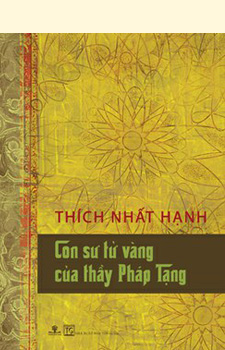 THÍCH NHẤT HẠNH
Con sư tử vàng
của thầy Pháp Tạng